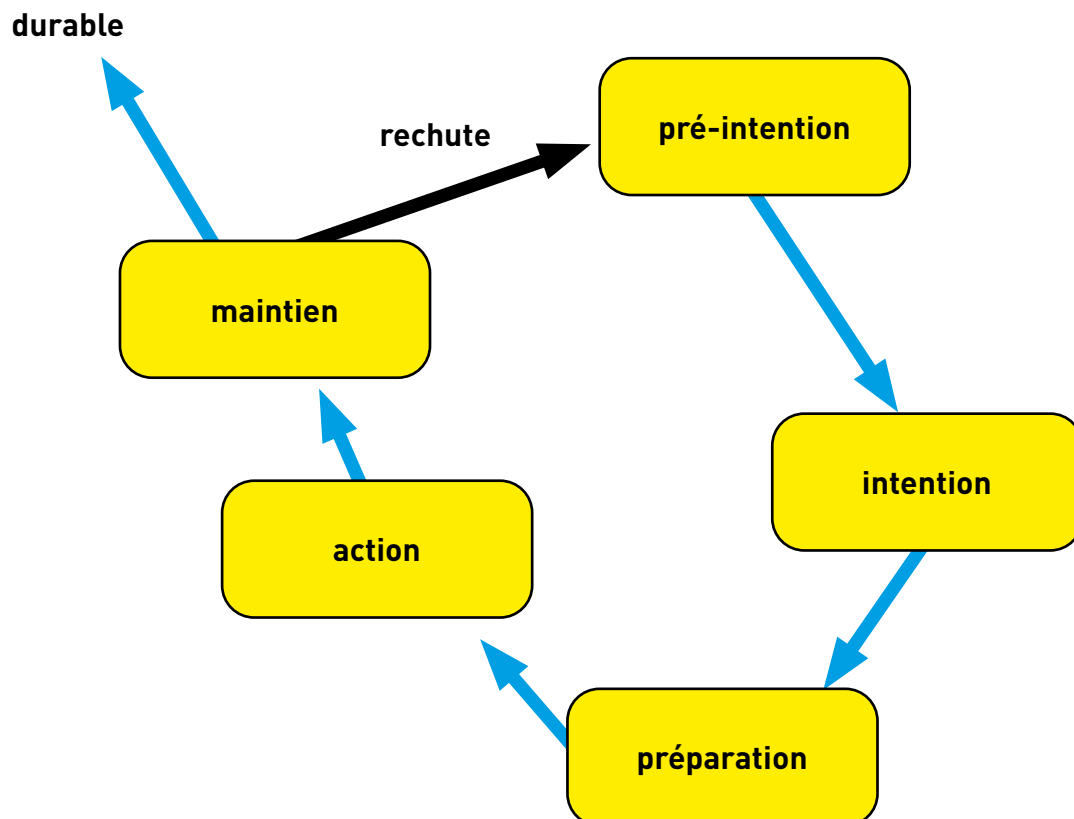 durable
rechute
pré-intention
maintien
intention
action
préparation